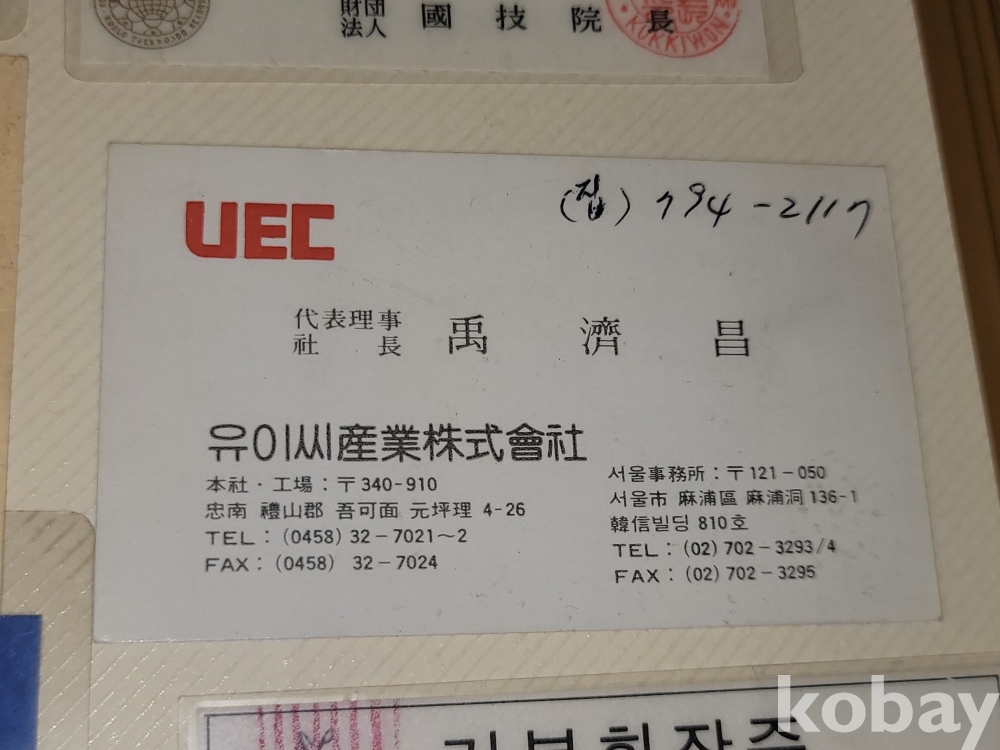 財団
法人
國技院長
KUKKIWON
UEC
(집) 794-2117
代表理事
社長
禹濟昌
유이씨産業株式會社
本社·工場：〒340-910
忠南 禮山郡 吾可面 元坪理 4-26
TEL：(0458) 32-7021~2
FAX：(0458) 32-7024
서울事務所：〒121-050
서울市 麻浦區 麻浦洞 136-1
韓信빌딩 810호
TEL：(02) 702-3293/4
FAX：(02) 702-3295
kobay